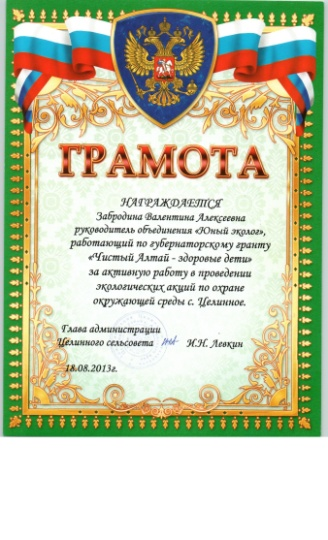 ГРАМОТА
НАГРАЖДАЕТСЯ
Забродина Валентина Алексеевна
руководитель объединения «Юный эколог»,
работающий по губернаторскому гранту
«Чистый Алтай - здоровые дети»
за активную работу в проведении
экологических акций по охране
окружающей среды с. Целинное.
Глава администрации
Целинного сельсовета И.Н. Левкин
18.08.2013г.